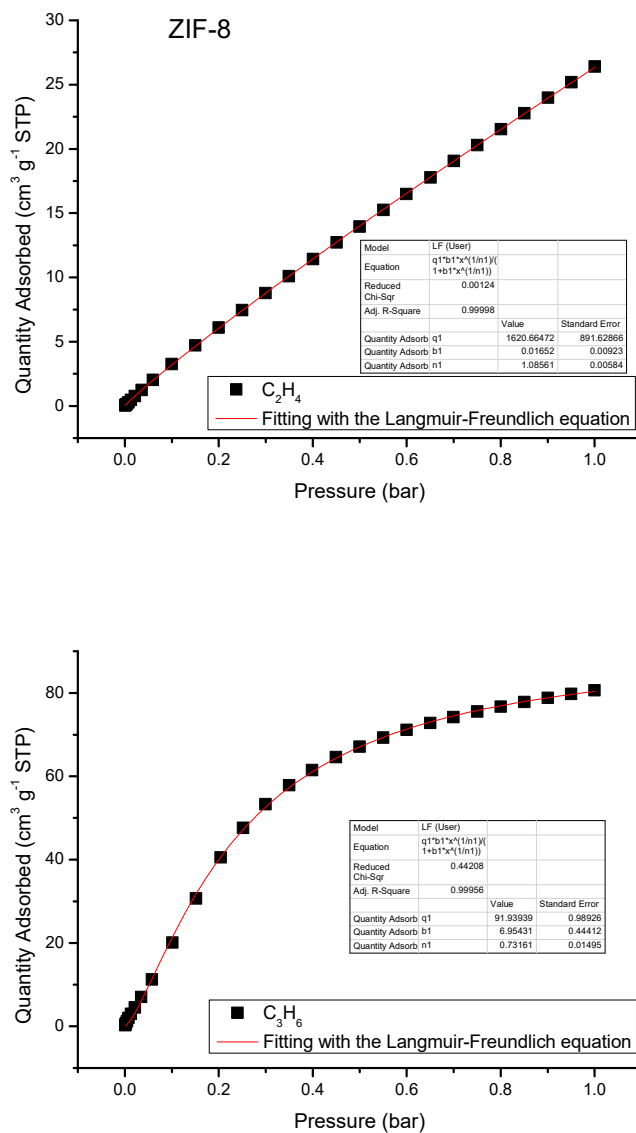 ZIF-8
30
25
20
15
10
5
0
Quantity Adsorbed (cm³ g⁻¹ STP)
Model LF (User)
Equation q1*b1*x^(1/n1)/(
1+b1*x^(1/n1))
Reduced 0.00124
Chi-Sqr
Adj. R-Square 0.99998
Value Standard Error
Quantity Adsorb q1 1620.66472 891.62866
Quantity Adsorb b1 0.01652 0.00923
Quantity Adsorb n1 1.08561 0.00584
C₂H₄
Fitting with the Langmuir-Freundlich equation
0.0 0.2 0.4 0.6 0.8 1.0
Pressure (bar)
80
60
40
20
0
Quantity Adsorbed (cm³ g⁻¹ STP)
Model LF (User)
Equation q1*b1*x^(1/n1)/(
1+b1*x^(1/n1))
Reduced 0.44208
Chi-Sqr
Adj. R-Square 0.99956
Value Standard Error
Quantity Adsorb q1 91.93939 0.98926
Quantity Adsorb b1 6.95431 0.44412
Quantity Adsorb n1 0.73161 0.01495
C₃H₆
Fitting with the Langmuir-Freundlich equation
0.0 0.2 0.4 0.6 0.8 1.0
Pressure (bar)